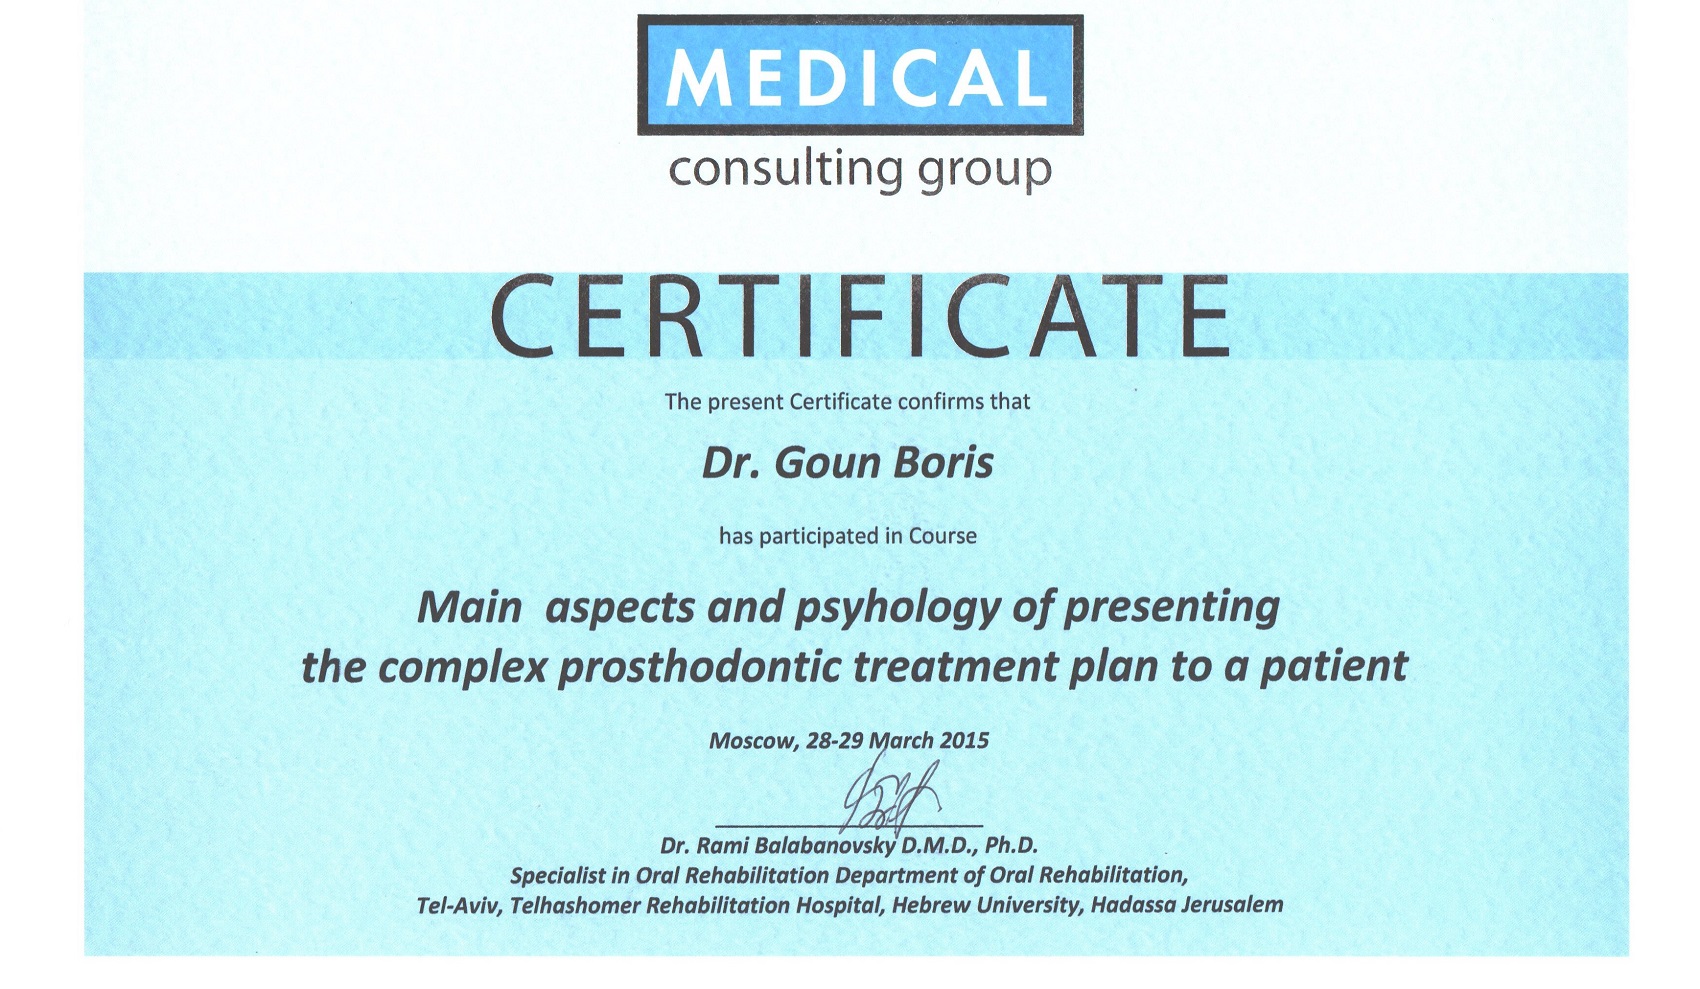 MEDICAL
consulting group
CERTIFICATE
The present Certificate confirms that
Dr. Goun Boris
has participated in Course
Main aspects and psyhology of presenting
the complex prosthodontic treatment plan to a patient
Moscow, 28-29 March 2015
Dr. Rami Balabanovsky D.M.D., Ph.D.
Specialist in Oral Rehabilitation Department of Oral Rehabilitation,
Tel-Aviv, Telhashomer Rehabilitation Hospital, Hebrew University, Hadassa Jerusalem